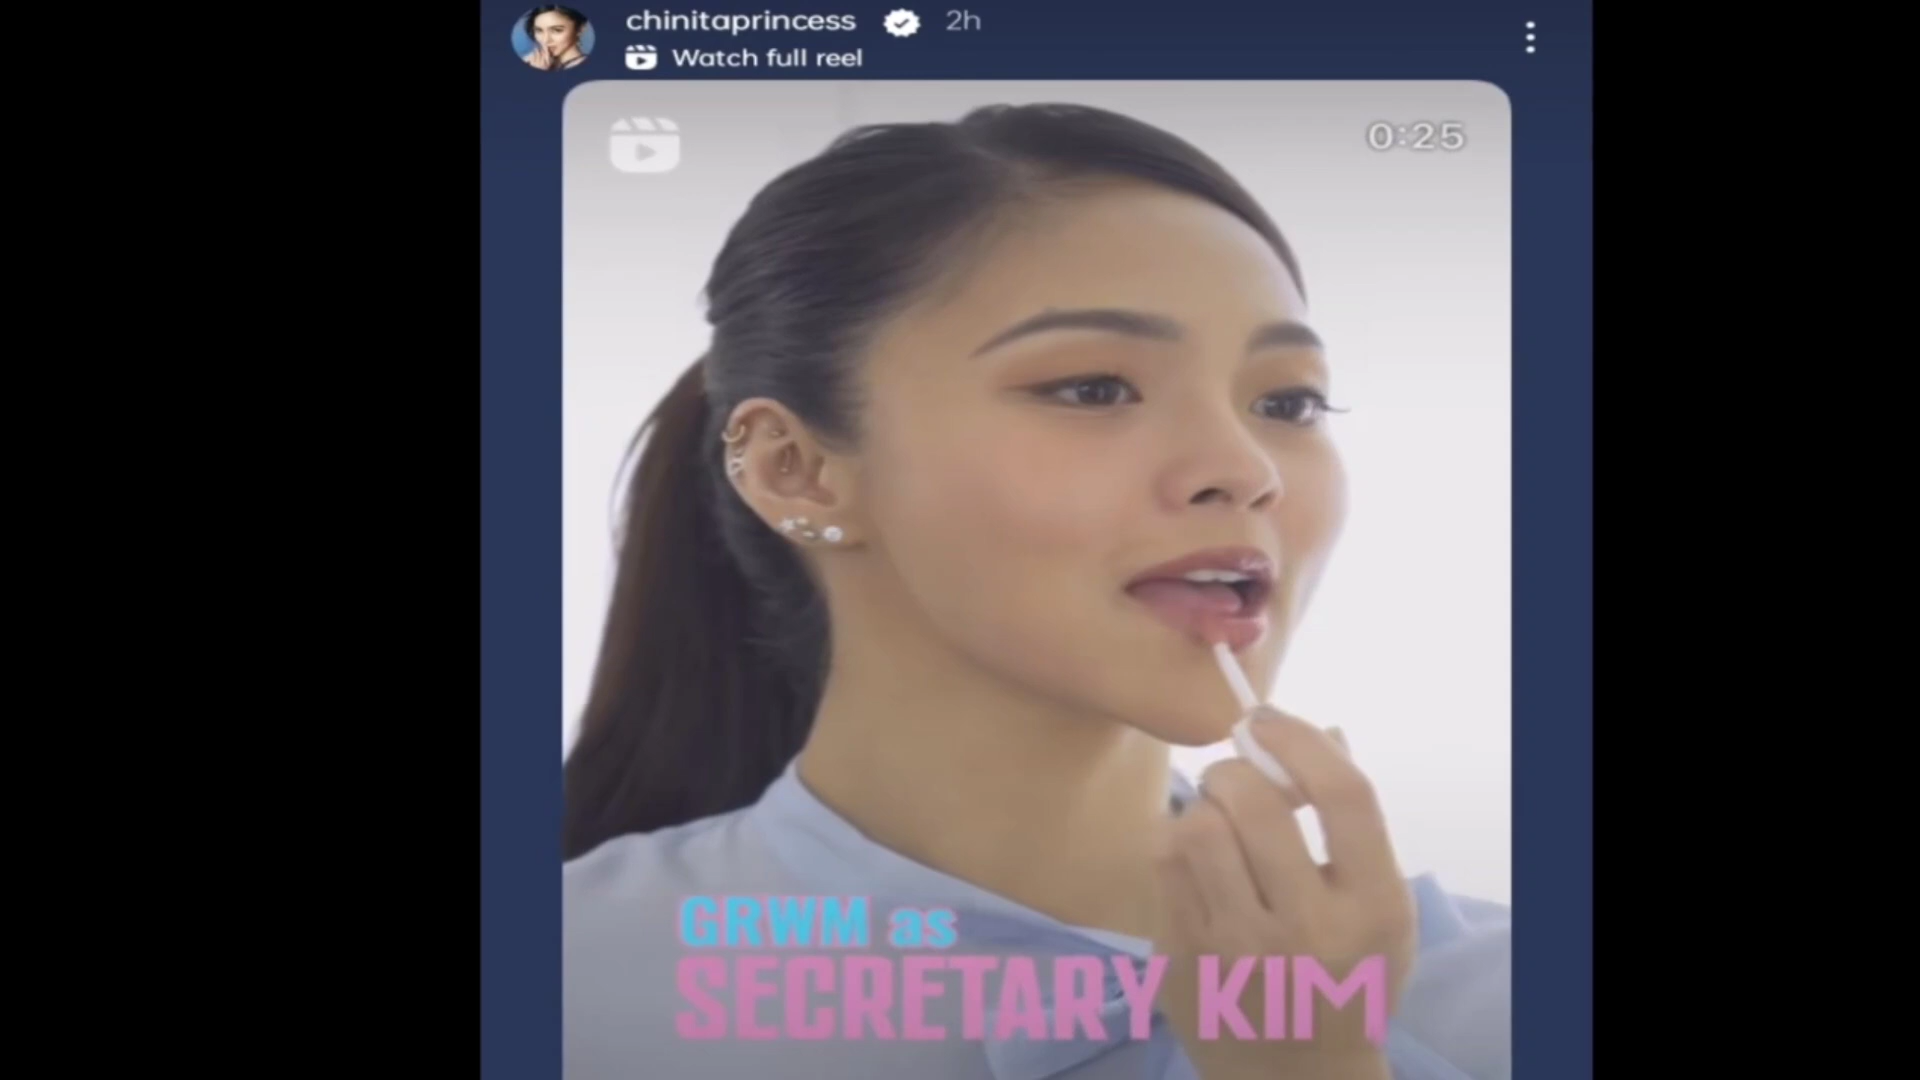 chinitaprincess 2h
Watch full reel
0:25
GRWM as
SECRETARY KIM